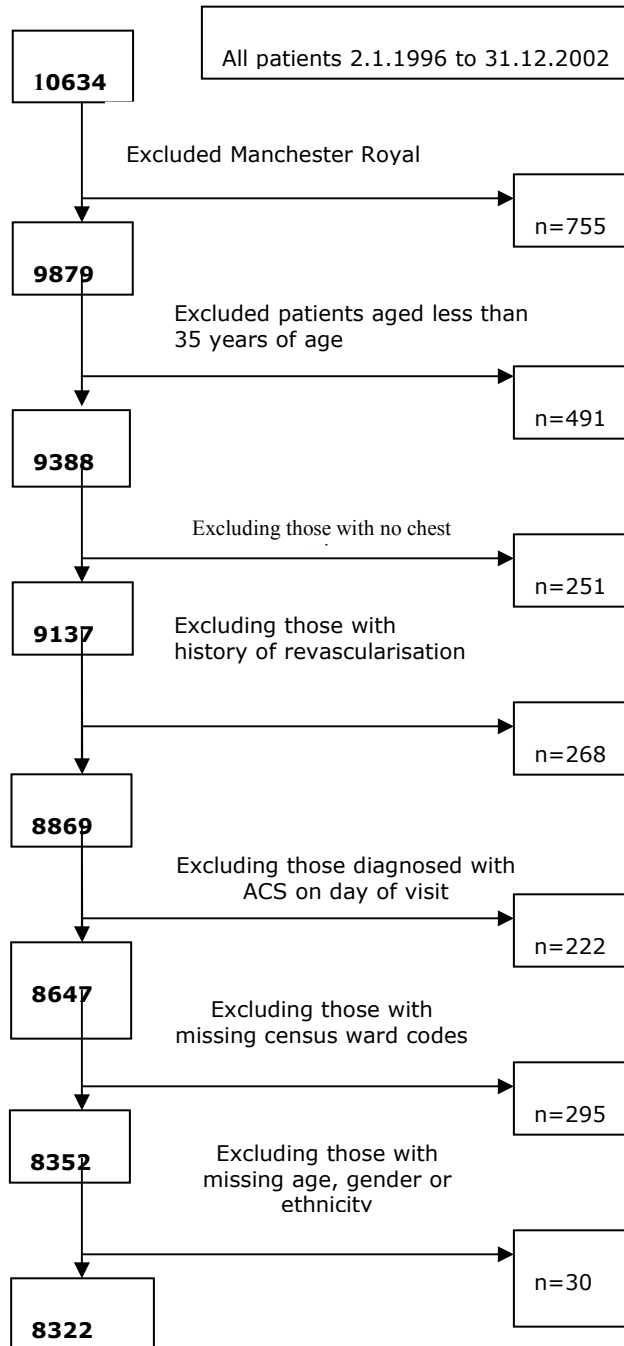 10634
All patients 2.1.1996 to 31.12.2002
Excluded Manchester Royal
n=755
9879
Excluded patients aged less than
35 years of age
n=491
9388
Excluding those with no chest
n=251
9137
Excluding those with
history of revascularisation
n=268
8869
Excluding those diagnosed with
ACS on day of visit
n=222
8647
Excluding those with
missing census ward codes
n=295
8352
Excluding those with
missing age, gender or
ethnicity
n=30
8322